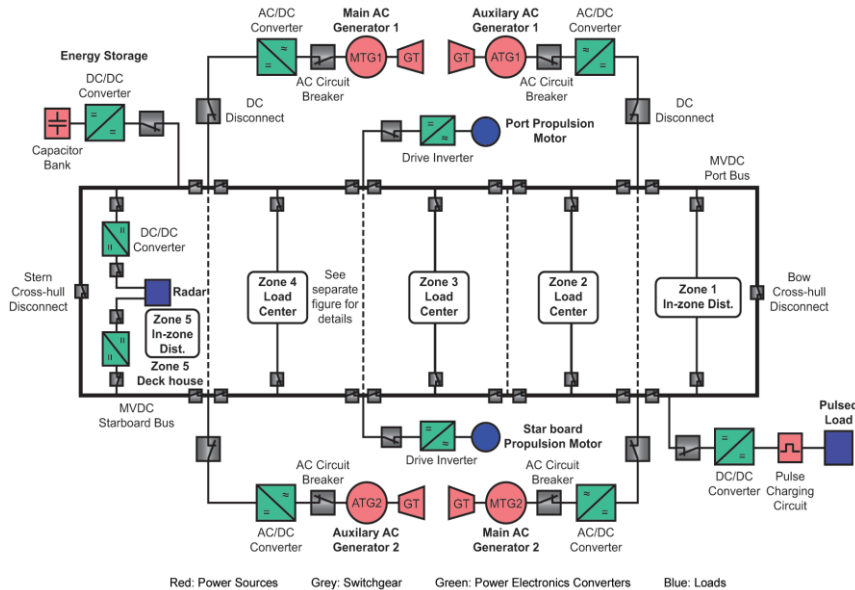 AC/DC
Converter
Main AC
Generator 1
MTG1
GT
AC Circuit
Breaker
Auxilary AC
Generator 1
GT
ATG1
AC/DC
Converter
AC Circuit
Breaker
Energy Storage
DC/DC
Converter
Capacitor
Bank
DC
Disconnect
Port Propulsion
Motor
Drive Inverter
DC
Disconnect
MVDC
Port Bus
DC/DC
Converter
Stern
Cross-hull
Disconnect
Radar
Zone 5
In-zone
Dist.
Zone 5
Deck house
Zone 4
Load
Center
See
separate
figure for
details
Zone 3
Load
Center
Zone 2
Load
Center
Zone 1
In-zone Dist.
Bow
Cross-hull
Disconnect
MVDC
Starboard Bus
Star board
Propulsion Motor
Drive Inverter
Pulsed
Load
DC/DC
Converter
Pulse
Charging
Circuit
AC Circuit
Breaker
ATG2
GT
AC/DC
Converter
Auxilary AC
Generator 2
AC Circuit
Breaker
GT
MTG2
Main AC
Generator 2
AC/DC
Converter
Red: Power Sources Grey: Switchgear Green: Power Electronics Converters Blue: Loads